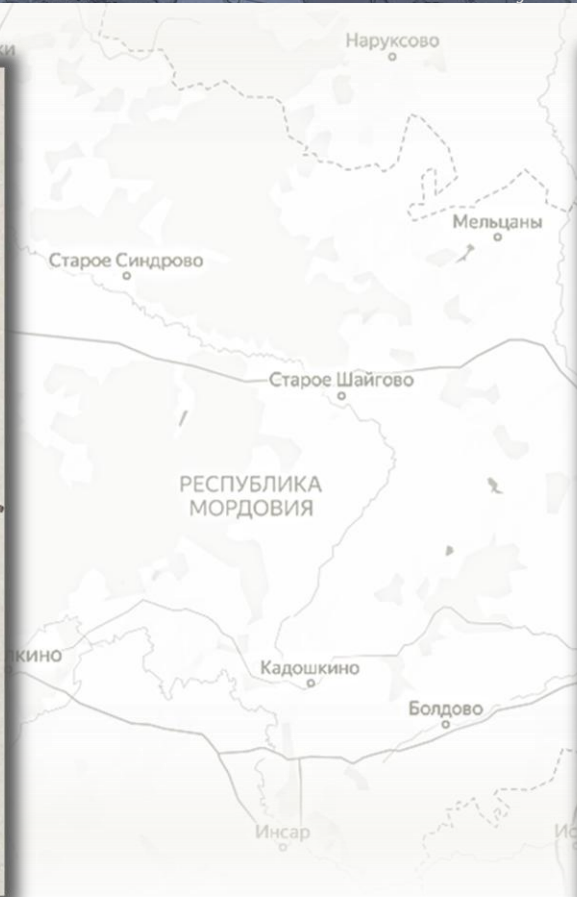 Наруксово
Мельцаны
Старое Синдрово
Старое Шайгово
РЕСПУБЛИКА
МОРДОВИЯ
Кадошкино
Болдово
Инсар